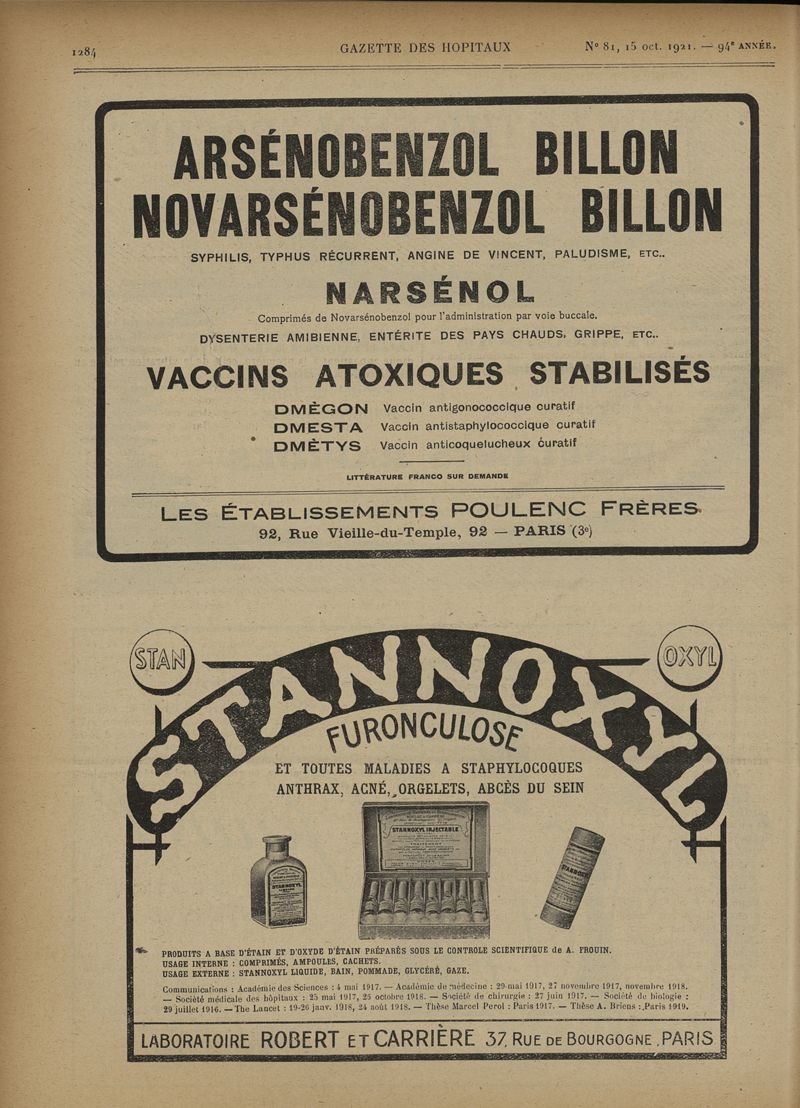 1284
GAZETTE DES HOPITAUX
N° 81, 15 oct. 1921. — 94e ANNÉE.
ARSÉNOBENZOL BILLON
NOVARSÉNOBENZOL BILLON
SYPHILIS, TYPHUS RÉCURRENT, ANGINE DE VINCENT, PALUDISME, ETC..
NARSÉNOL
Comprimés de Novarsénobenzol pour l'administration par voie buccale.
DYSENTERIE AMIBIENNE, ENTÉRITE DES PAYS CHAUDS, GRIPPE, ETC..
VACCINS ATOXIQUES STABILISÉS
DMÈGON Vaccin antigonococcique curatif
DMESTA Vaccin antistaphylococcique curatif
DMÈTYS Vaccin anticoquelucheux curatif
LITTÉRATURE FRANCO SUR DEMANDE
LES ÉTABLISSEMENTS POULENC FRÈRES
92, Rue Vieille-du-Temple, 92 — PARIS (3e)
STAN
OXYL
STANNOXYL
FURONCULOSE
ET TOUTES MALADIES A STAPHYLOCOQUES
ANTHRAX, ACNÉ, ORGELETS, ABCÈS DU SEIN
STANNOXYL INJECTABLE
TRAITEMENT
STANNOXYL
PRODUITS A BASE D'ÉTAIN ET D'OXYDE D'ÉTAIN PRÉPARÉS SOUS LE CONTROLE SCIENTIFIQUE de A. FROUIN.
USAGE INTERNE : COMPRIMÉS, AMPOULES, CACHETS.
USAGE EXTERNE : STANNOXYL LIQUIDE, BAIN, POMMADE, GLYCÉRÉ, GAZE.
Communications : Académie des Sciences : 4 mai 1917. — Académie de médecine : 29 mai 1917, 27 novembre 1917, novembre 1918.
— Société médicale des hôpitaux : 25 mai 1917, 25 octobre 1918. — Société de chirurgie : 27 juin 1917. — Société de biologie :
29 juillet 1916. — The Lancet : 19-26 janv. 1918, 24 août 1918. — Thèse Marcel Perol : Paris 1917. — Thèse A. Briens : Paris 1919.
LABORATOIRE ROBERT ET CARRIÈRE 37, RUE DE BOURGOGNE, PARIS